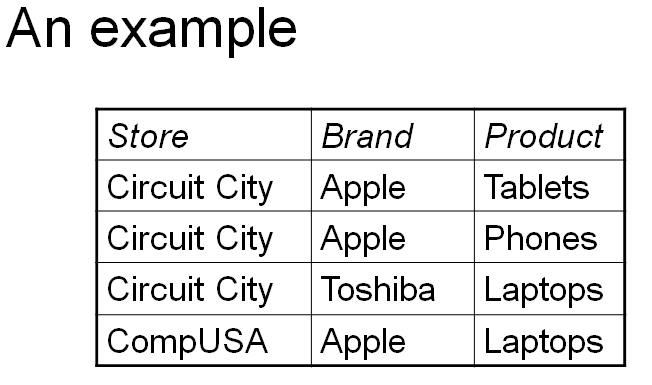 An example
Store Brand Product
Circuit City Apple Tablets
Circuit City Apple Phones
Circuit City Toshiba Laptops
CompUSA Apple Laptops